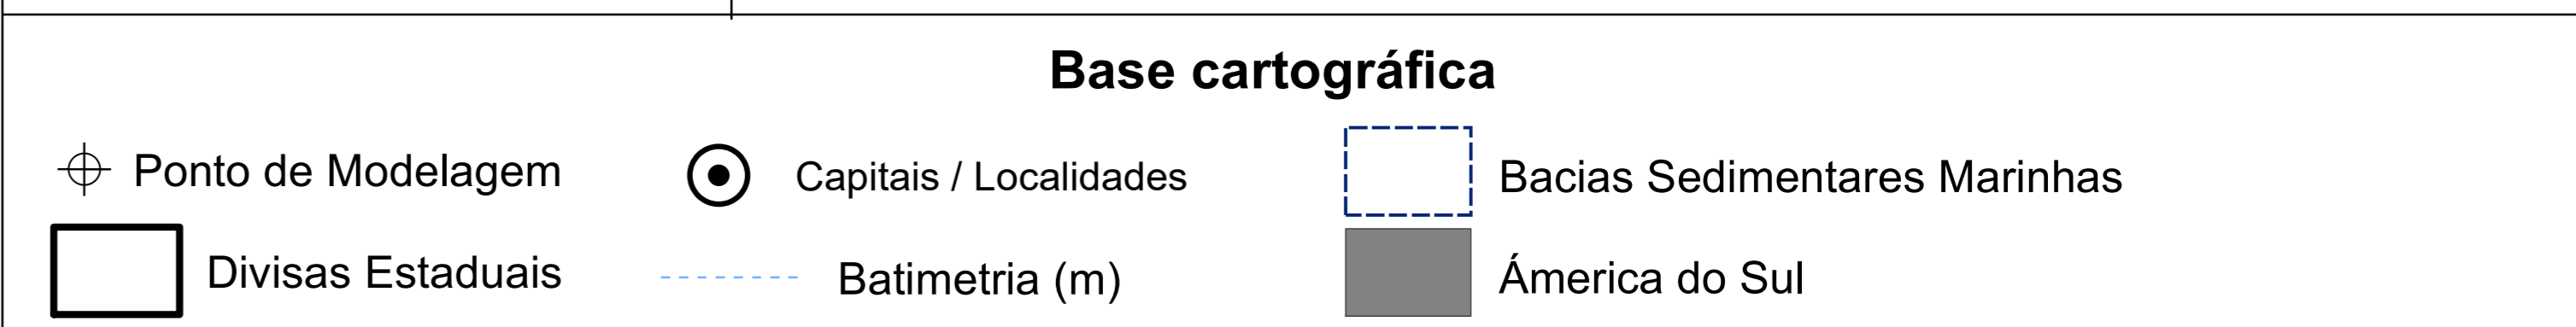 Base cartográfica
Ponto de Modelagem
Capitais / Localidades
Bacias Sedimentares Marinhas
Divisas Estaduais
Batimetria (m)
Ámerica do Sul